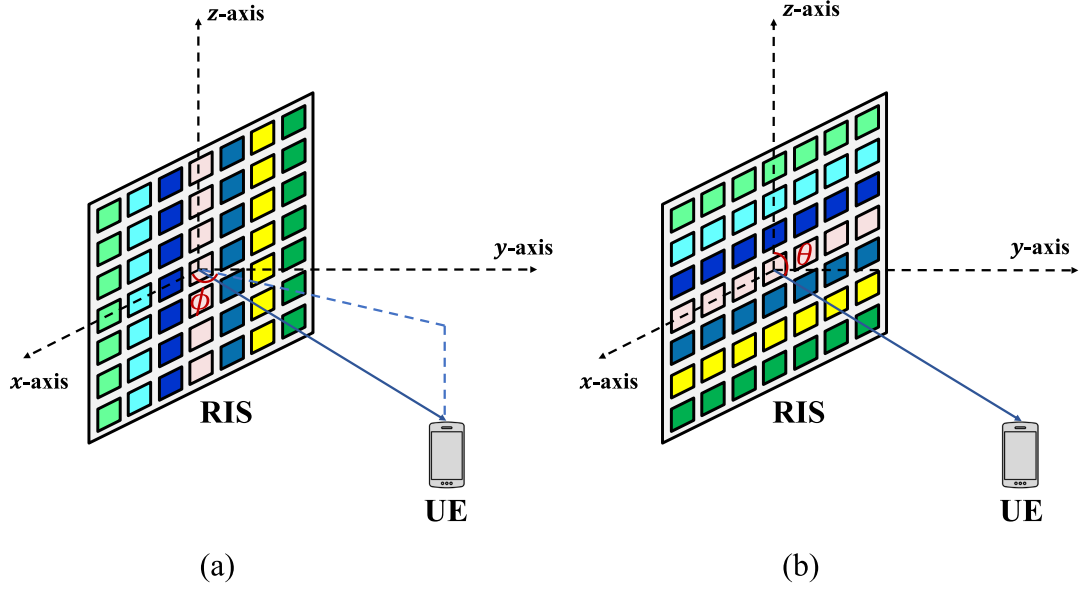 z-axis
y-axis
ϕ
x-axis
RIS
UE
(a)
z-axis
θ
y-axis
x-axis
RIS
UE
(b)